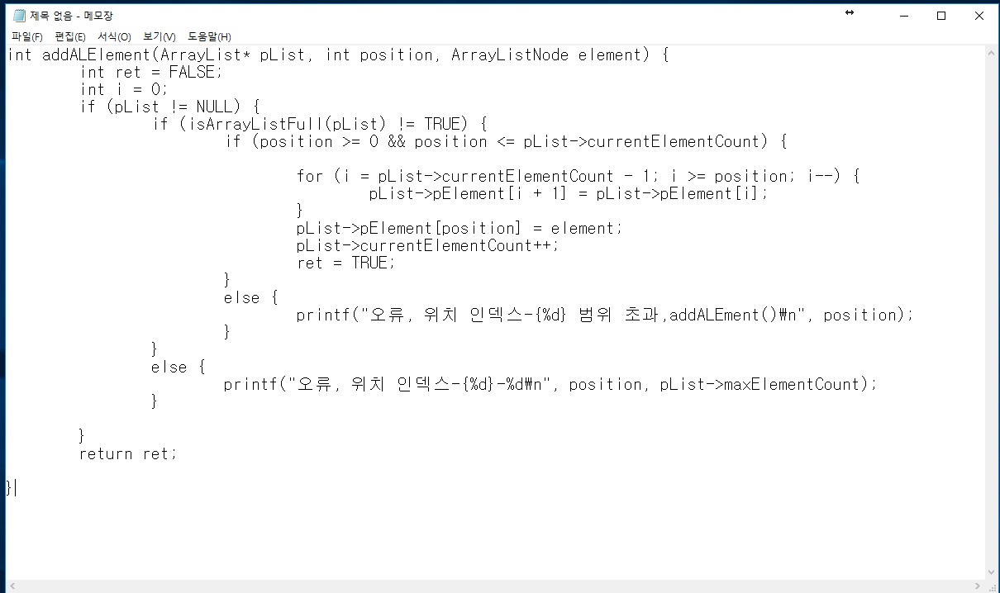 제목 없음 - 메모장
파일(F) 편집(E) 서식(O) 보기(V) 도움말(H)
int addALElement(ArrayList* pList, int position, ArrayListNode element) {
int ret = FALSE;
int i = 0;
if (pList != NULL) {
if (isArrayListFull(pList) != TRUE) {
if (position >= 0 && position <= pList->currentElementCount) {
for (i = pList->currentElementCount - 1; i >= position; i--) {
pList->pElement[i + 1] = pList->pElement[i];
}
pList->pElement[position] = element;
pList->currentElementCount++;
ret = TRUE;
}
else {
printf("오류, 위치 인덱스-{%d} 범위 초과,addALEment()₩n", position);
}
}
else {
printf("오류, 위치 인덱스-{%d}-%d₩n", position, pList->maxElementCount);
}
}
return ret;
}